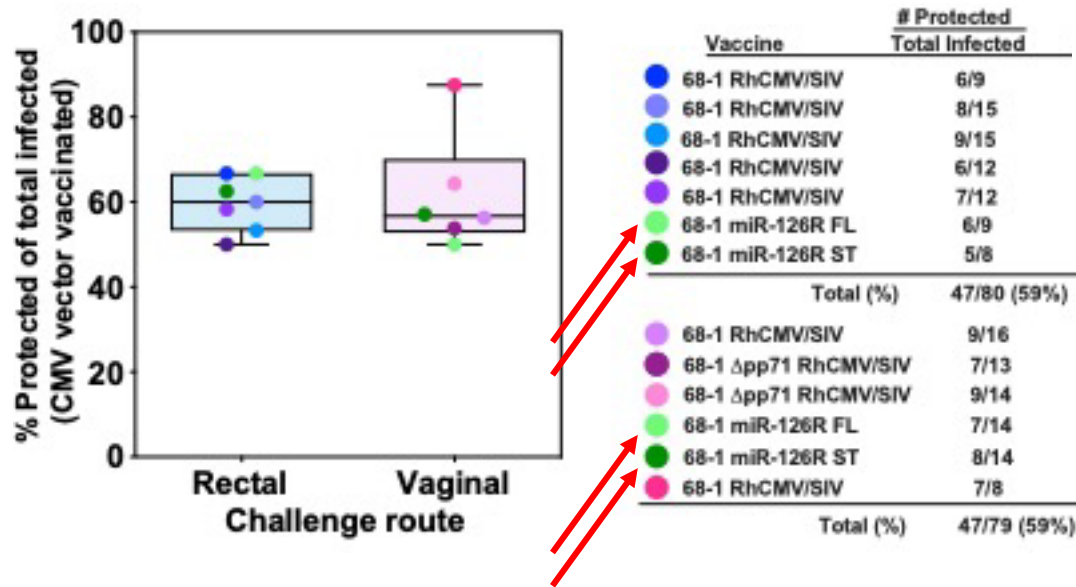 % Protected of total infected
(CMV vector vaccinated)
100
80
60
40
20
0
Rectal
Vaginal
Challenge route
# Protected
Vaccine Total Infected
68-1 RhCMV/SIV 6/9
68-1 RhCMV/SIV 8/15
68-1 RhCMV/SIV 9/15
68-1 RhCMV/SIV 6/12
68-1 RhCMV/SIV 7/12
68-1 miR-126R FL 6/9
68-1 miR-126R ST 5/8
Total (%) 47/80 (59%)
68-1 RhCMV/SIV 9/16
68-1 Δpp71 RhCMV/SIV 7/13
68-1 Δpp71 RhCMV/SIV 9/14
68-1 miR-126R FL 7/14
68-1 miR-126R ST 8/14
68-1 RhCMV/SIV 7/8
Total (%) 47/79 (59%)